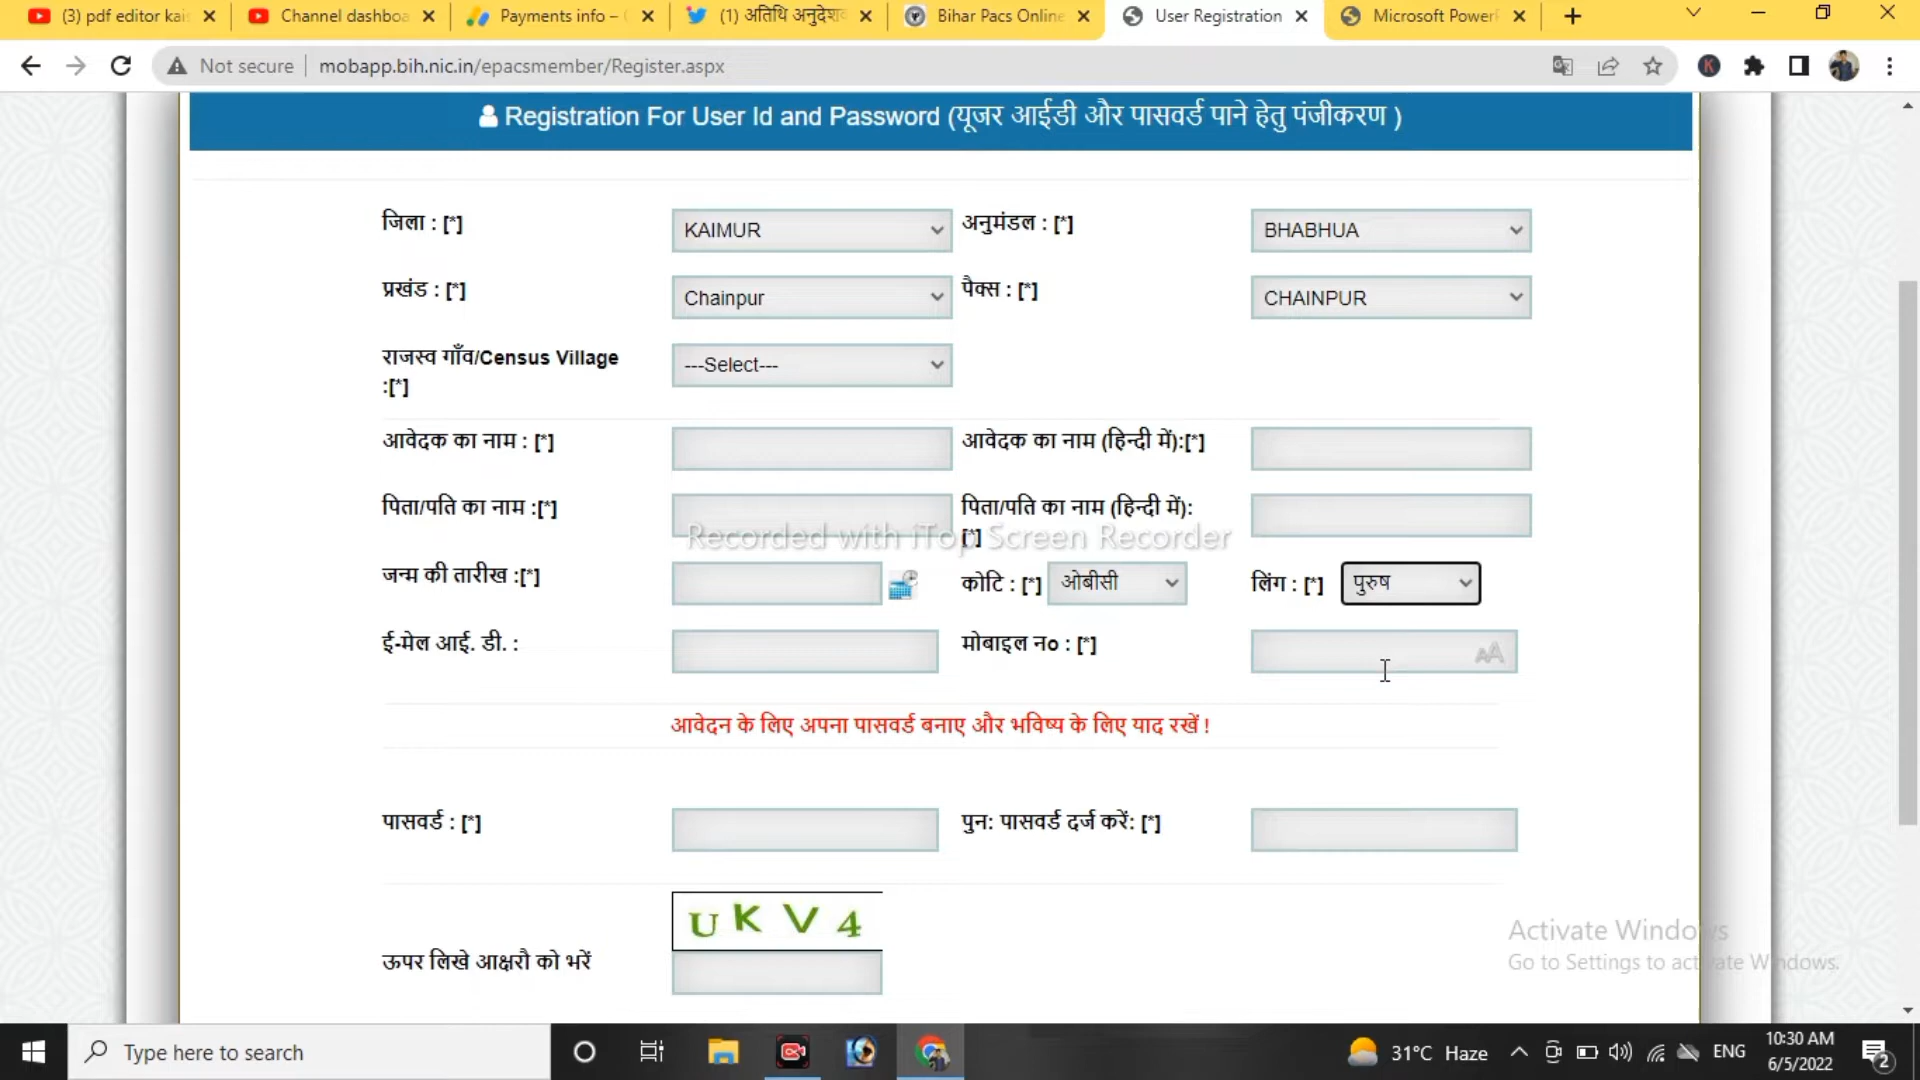 (3) pdf editor kai
Channel dashboa
Payments info – 
(1) अतिथि अनुदेशक
Bihar Pacs Online
User Registration
Microsoft Power
Not secure
mobapp.bih.nic.in/epacsmember/Register.aspx
Registration For User Id and Password (यूजर आईडी और पासवर्ड पाने हेतु पंजीकरण )
जिला : [*] KAIMUR अनुमंडल : [*] BHABHUA
प्रखंड : [*] Chainpur पैक्स : [*] CHAINPUR
राजस्व गाँव/Census Village ---Select---
:[*]
आवेदक का नाम : [*] आवेदक का नाम (हिन्दी में):[*]
पिता/पति का नाम :[*] पिता/पति का नाम (हिन्दी में):
[*]
Recorded with iTop Screen Recorder
जन्म की तारीख :[*] कोटि : [*] ओबीसी लिंग : [*] पुरुष
ई-मेल आई. डी. : मोबाइल नo : [*]
आवेदन के लिए अपना पासवर्ड बनाए और भविष्य के लिए याद रखें !
पासवर्ड : [*] पुन: पासवर्ड दर्ज करें: [*]
U K V 4
ऊपर लिखे आक्षरौ को भरें
Activate Windows
Go to Settings to activate Windows.
Type here to search
31°C Haze
ENG
10:30 AM
6/5/2022
2